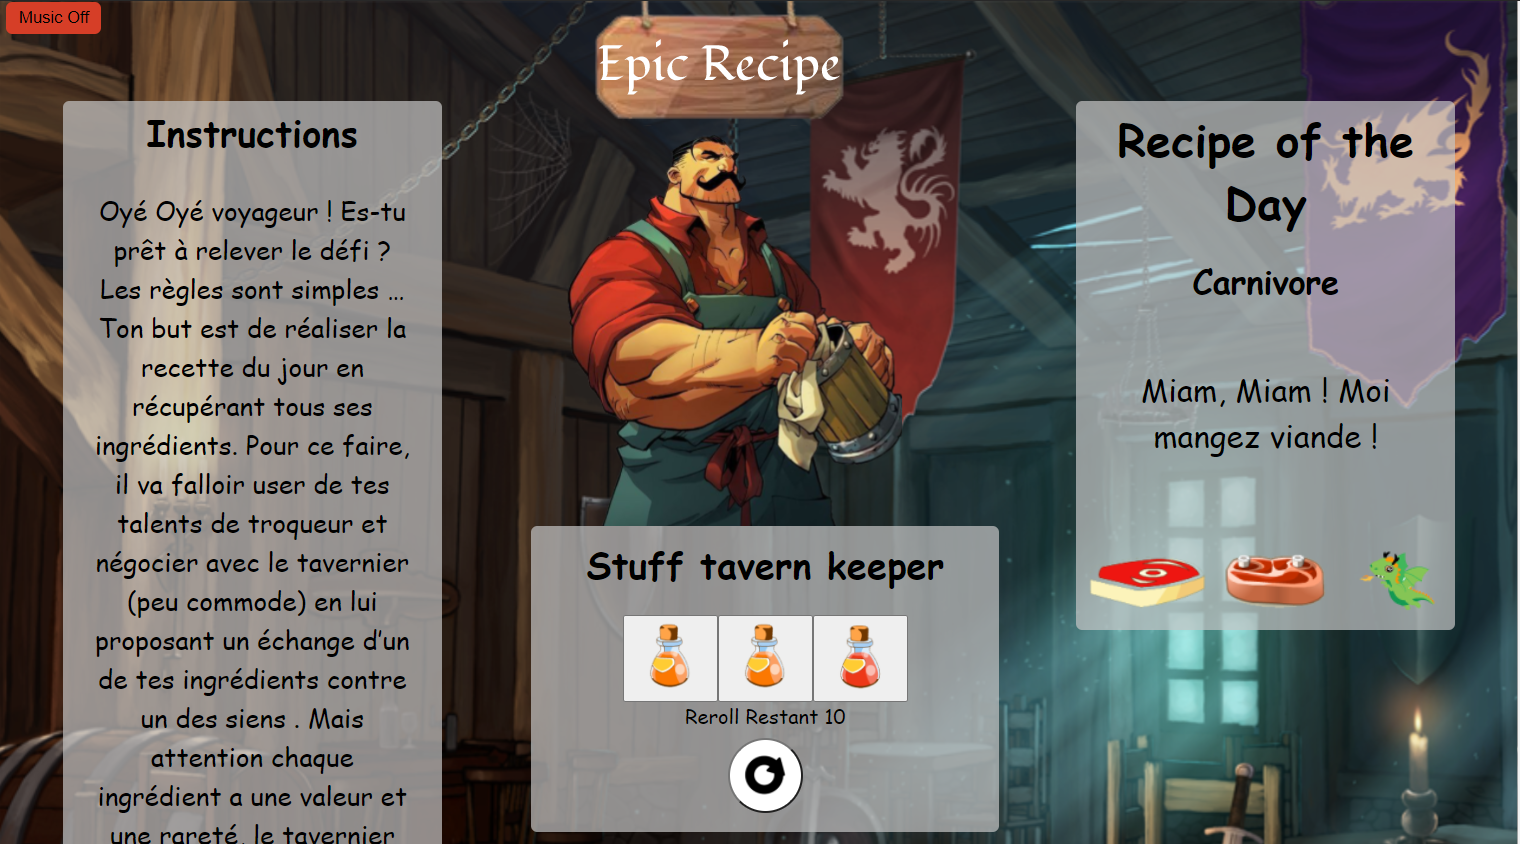 Music Off
Epic Recipe
Instructions
Oyé Oyé voyageur ! Es-tu
prêt à relever le défi ?
Les règles sont simples ...
Ton but est de réaliser la
recette du jour en
récupérant tous ses
ingrédients. Pour ce faire,
il va falloir user de tes
talents de troqueur et
négocier avec le tavernier
(peu commode) en lui
proposant un échange d'un
de tes ingrédients contre
un des siens . Mais
attention chaque
ingrédient a une valeur et
une rareté, le tavernier
Stuff tavern keeper
Reroll Restant 10
Recipe of the
Day
Carnivore
Miam, Miam ! Moi
mangez viande !